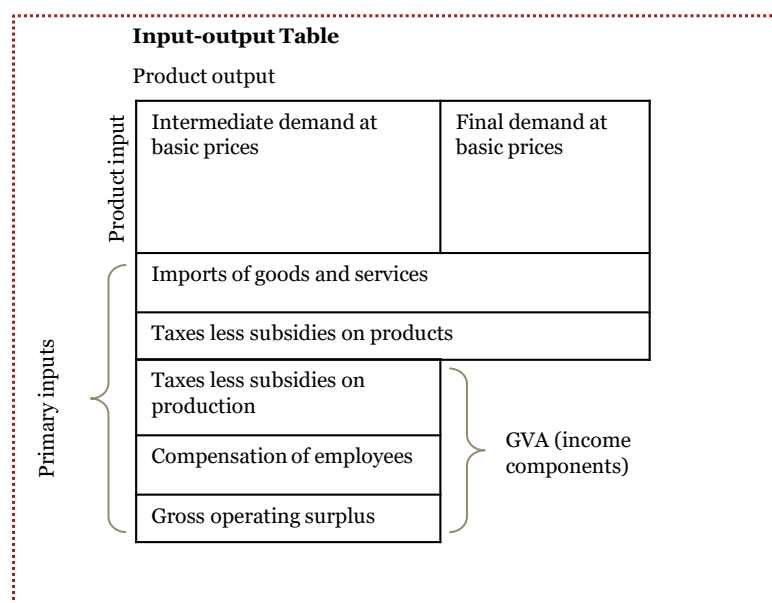 Input-output Table
Product output
Product input
Intermediate demand at
basic prices
Final demand at
basic prices
Primary inputs
Imports of goods and services
Taxes less subsidies on products
Taxes less subsidies on
production
Compensation of employees
Gross operating surplus
GVA (income
components)